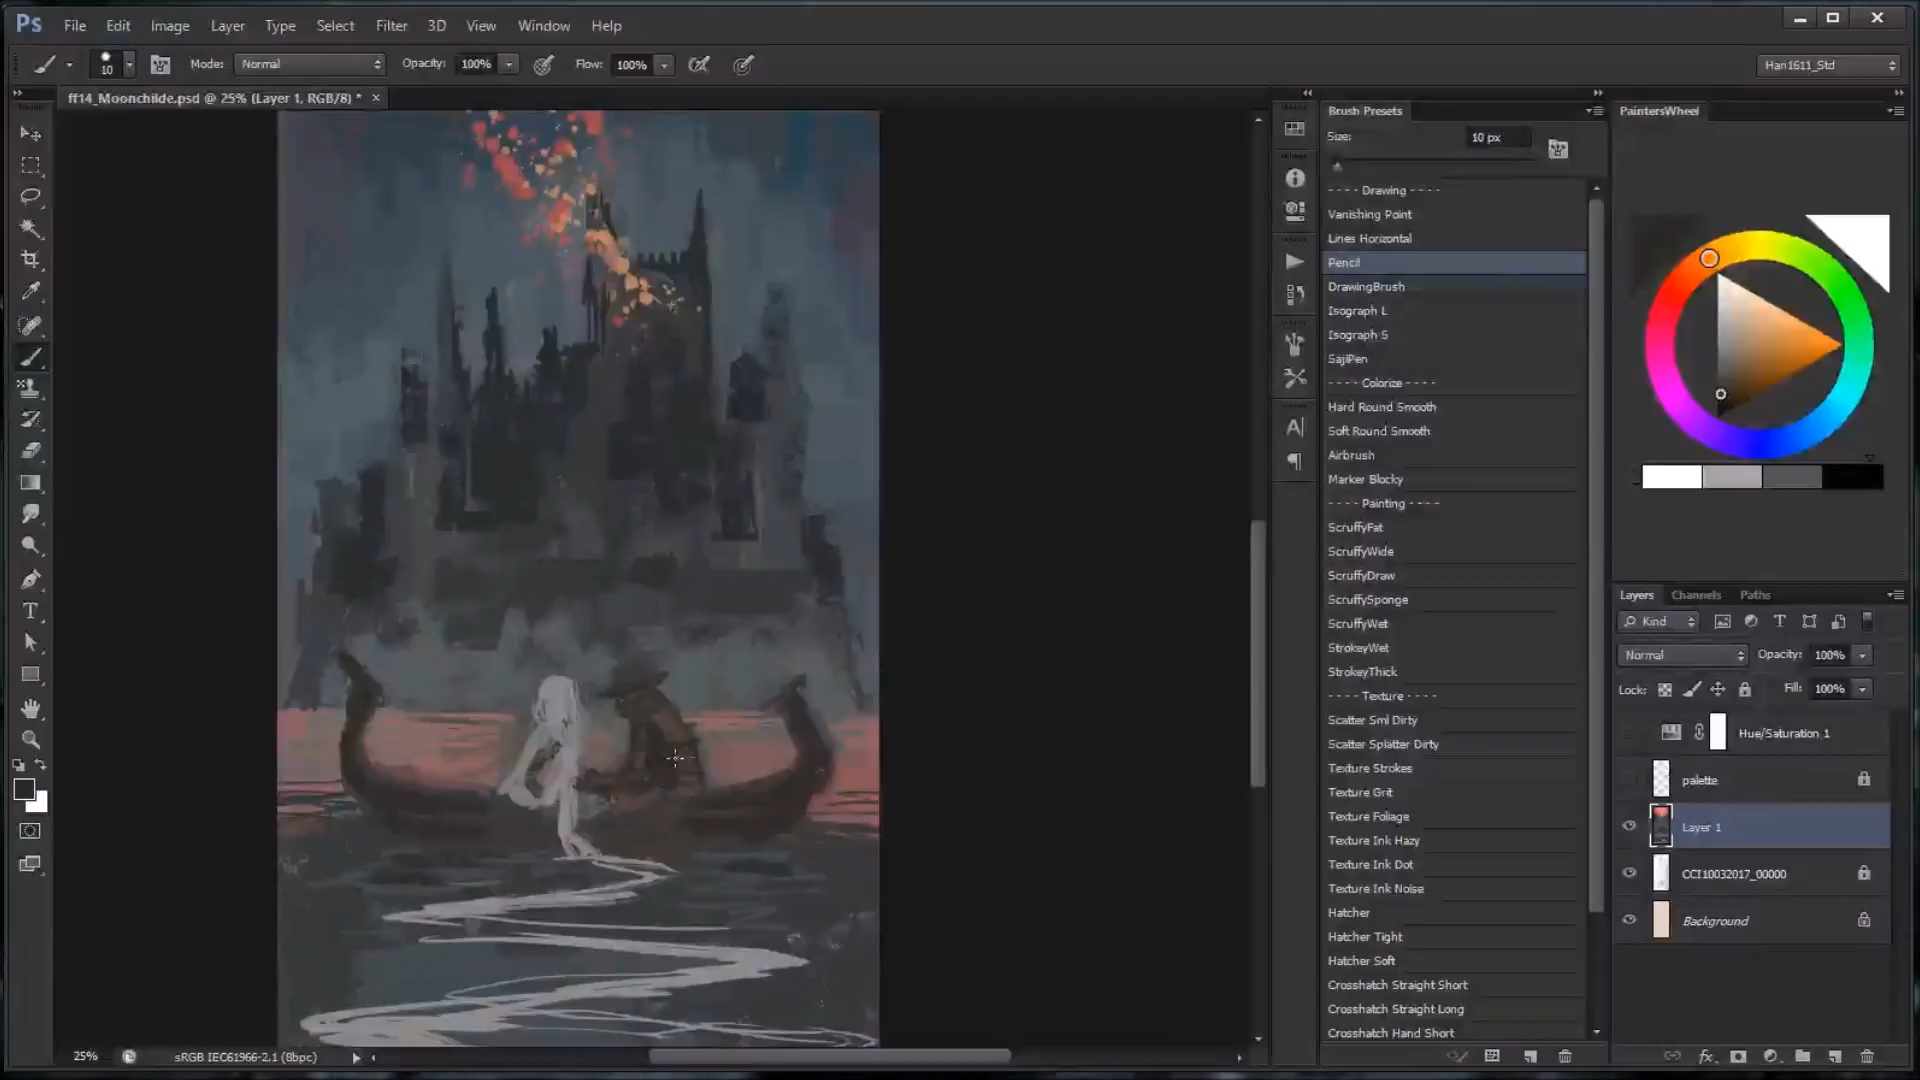 Ps File Edit Image Layer Type Select Filter 3D View Window Help
10 Mode: Normal Opacity: 100% Flow: 100% Han1611_Std
ff14_Moonchilde.psd @ 25% (Layer 1, RGB/8) * ×
Brush Presets
Size: 10 px
---- Drawing ----
Vanishing Point
Lines Horizontal
Pencil
DrawingBrush
Isograph L
Isograph S
SajiPen
---- Colorize ----
Hard Round Smooth
Soft Round Smooth
Airbrush
Marker Blocky
---- Painting ----
ScruffyFat
ScruffyWide
ScruffyDraw
ScruffySponge
ScruffyWet
StrokeyWet
StrokeyThick
---- Texture ----
Scatter Sml Dirty
Scatter Splatter Dirty
Texture Strokes
Texture Grit
Texture Foliage
Texture Ink Hazy
Texture Ink Dot
Texture Ink Noise
Hatcher
Hatcher Tight
Hatcher Soft
Crosshatch Straight Short
Crosshatch Straight Long
Crosshatch Hand Short
PaintersWheel
Layers Channels Paths
Kind
Normal Opacity: 100%
Lock: Fill: 100%
Hue/Saturation 1
palette
Layer 1
CCI10032017_00000
Background
25% sRGB IEC61966-2.1 (8bpc)